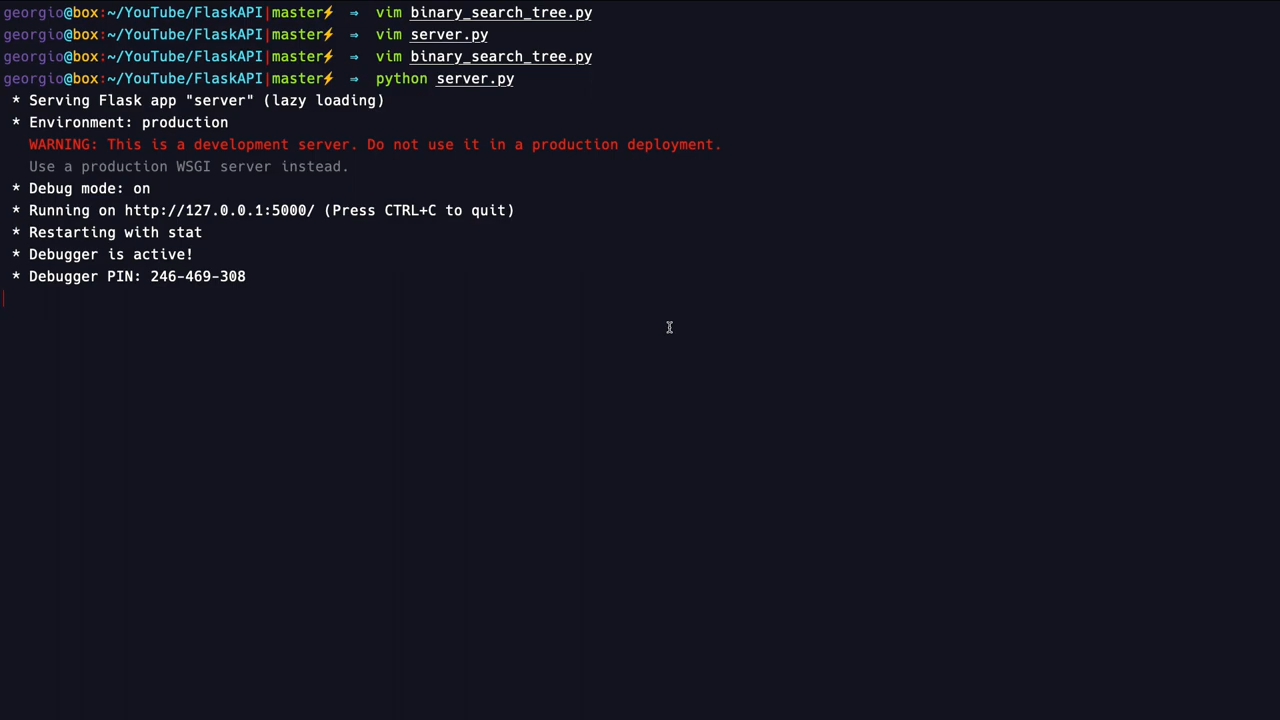 georgio@box:~/YouTube/FlaskAPI|master⚡ ⇒ vim binary_search_tree.py
georgio@box:~/YouTube/FlaskAPI|master⚡ ⇒ vim server.py
georgio@box:~/YouTube/FlaskAPI|master⚡ ⇒ vim binary_search_tree.py
georgio@box:~/YouTube/FlaskAPI|master⚡ ⇒ python server.py
* Serving Flask app "server" (lazy loading)
* Environment: production
WARNING: This is a development server. Do not use it in a production deployment.
Use a production WSGI server instead.
* Debug mode: on
* Running on http://127.0.0.1:5000/ (Press CTRL+C to quit)
* Restarting with stat
* Debugger is active!
* Debugger PIN: 246-469-308